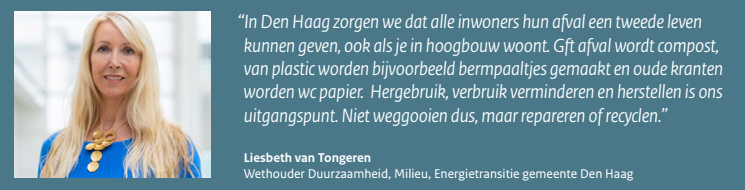 “In Den Haag zorgen we dat alle inwoners hun afval een tweede leven
kunnen geven, ook als je in hoogbouw woont. Gft afval wordt compost,
van plastic worden bijvoorbeeld bermpaaltjes gemaakt en oude kranten
worden wc papier. Hergebruik, verbruik verminderen en herstellen is ons
uitgangspunt. Niet weggooien dus, maar repareren of recyclen.”
Liesbeth van Tongeren
Wethouder Duurzaamheid, Milieu, Energietransitie gemeente Den Haag